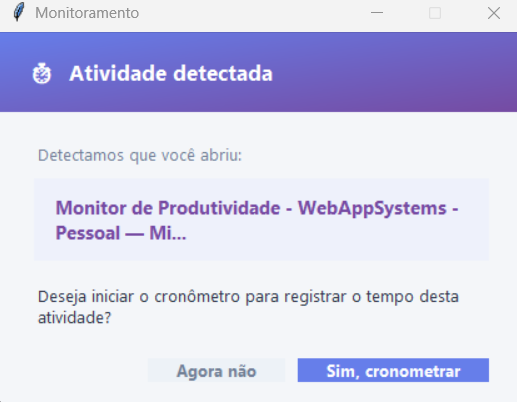 Monitoramento
Atividade detectada
Detectamos que você abriu:
Monitor de Produtividade - WebAppSystems -
Pessoal — Mi...
Deseja iniciar o cronômetro para registrar o tempo desta
atividade?
Agora não
Sim, cronometrar